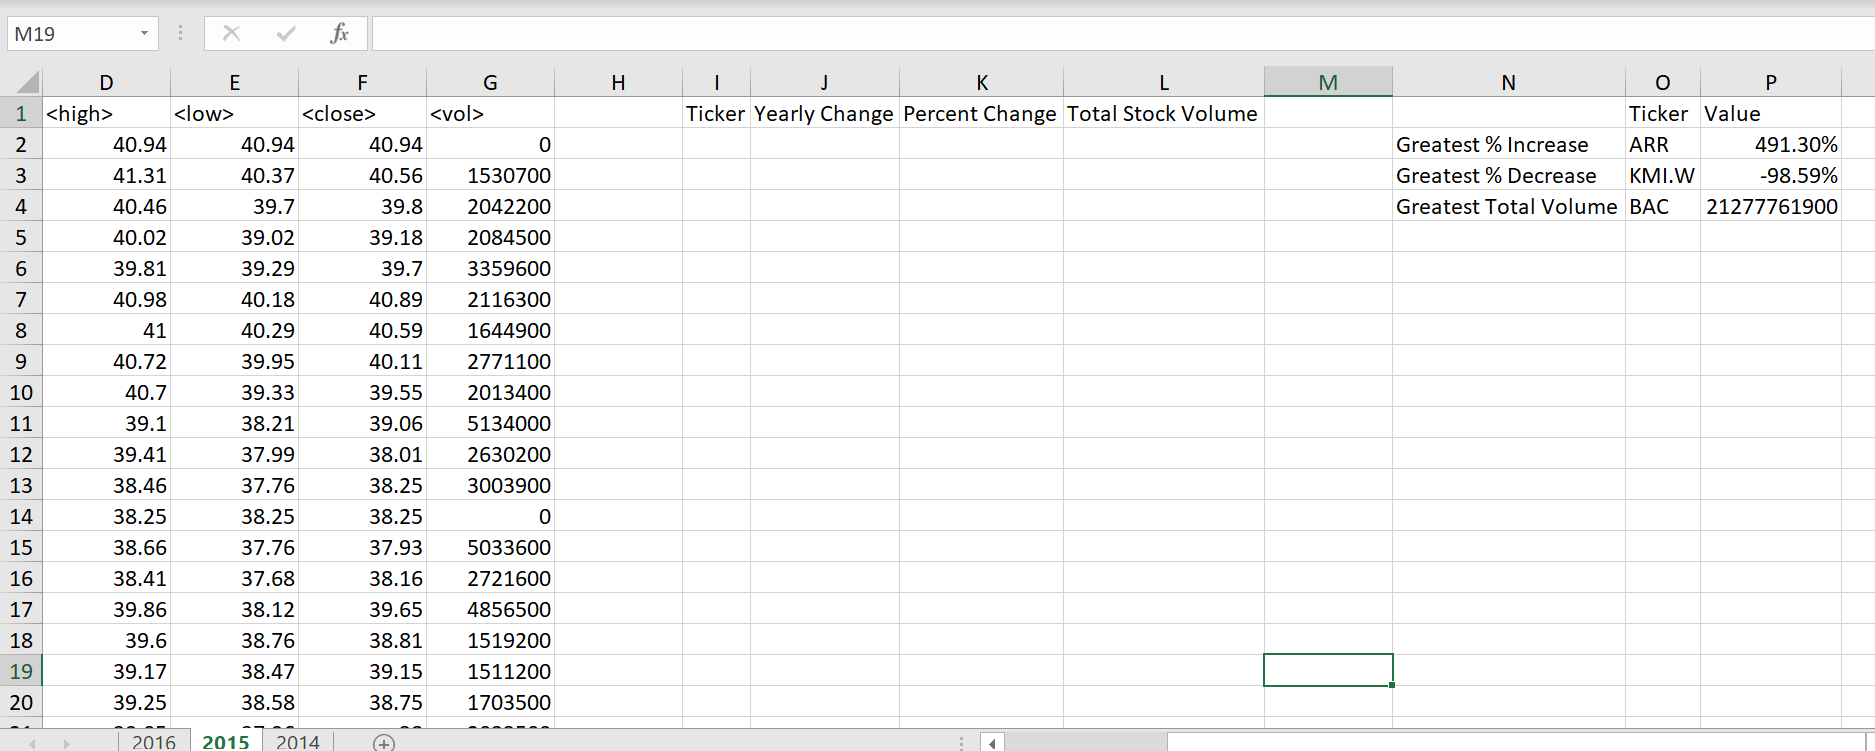 M19 fx
D E F G H I J K L M N O P
1 <high> <low> <close> <vol> Ticker Yearly Change Percent Change Total Stock Volume Ticker Value
2 40.94 40.94 40.94 0 Greatest % Increase ARR 491.30%
3 41.31 40.37 40.56 1530700 Greatest % Decrease KMI.W -98.59%
4 40.46 39.7 39.8 2042200 Greatest Total Volume BAC 21277761900
5 40.02 39.02 39.18 2084500
6 39.81 39.29 39.7 3359600
7 40.98 40.18 40.89 2116300
8 41 40.29 40.59 1644900
9 40.72 39.95 40.11 2771100
10 40.7 39.33 39.55 2013400
11 39.1 38.21 39.06 5134000
12 39.41 37.99 38.01 2630200
13 38.46 37.76 38.25 3003900
14 38.25 38.25 38.25 0
15 38.66 37.76 37.93 5033600
16 38.41 37.68 38.16 2721600
17 39.86 38.12 39.65 4856500
18 39.6 38.76 38.81 1519200
19 39.17 38.47 39.15 1511200
20 39.25 38.58 38.75 1703500
2016 2015 2014